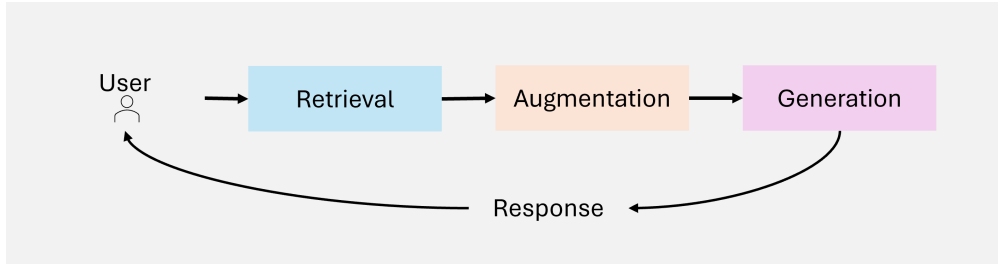 User
Retrieval
Augmentation
Generation
Response